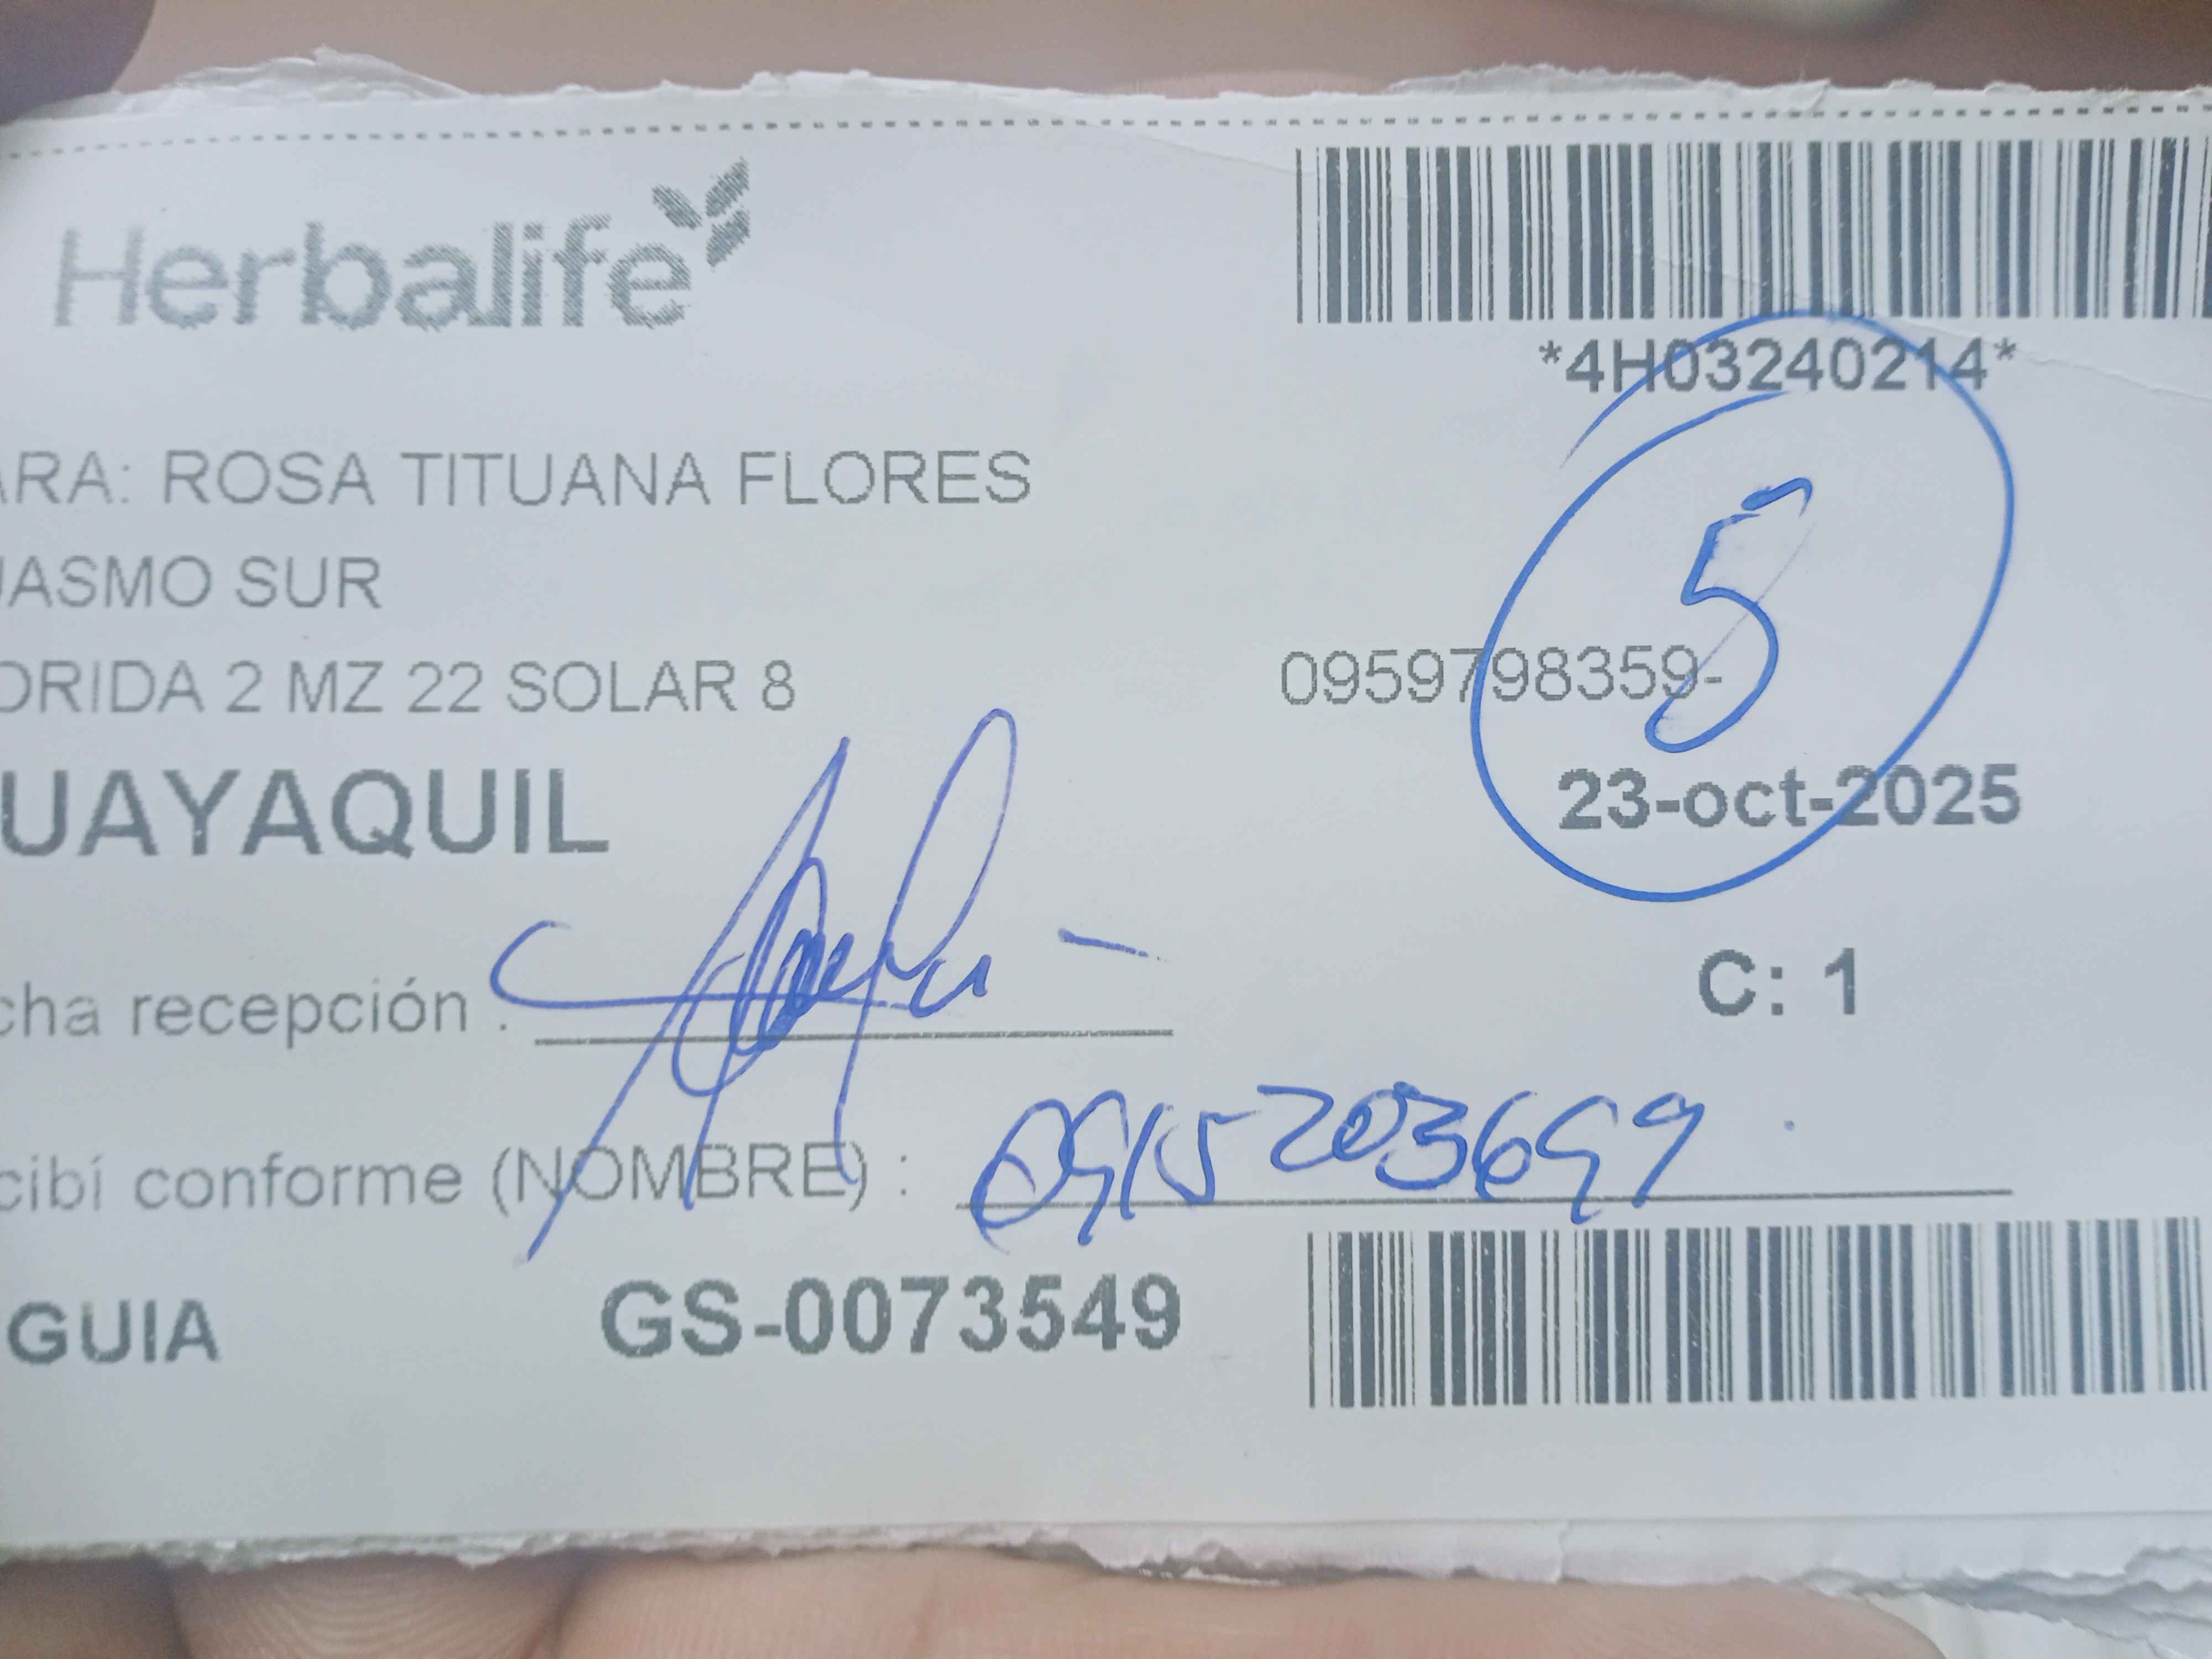 Herbalife
*4H03240214*
ARA: ROSA TITUANA FLORES
UASMO SUR
ORIDA 2 MZ 22 SOLAR 8
0959798359-
5
UAYAQUIL
23-oct-2025
cha recepción .
C: 1
cibí conforme (NOMBRE) : 0915203699
GUIA GS-0073549